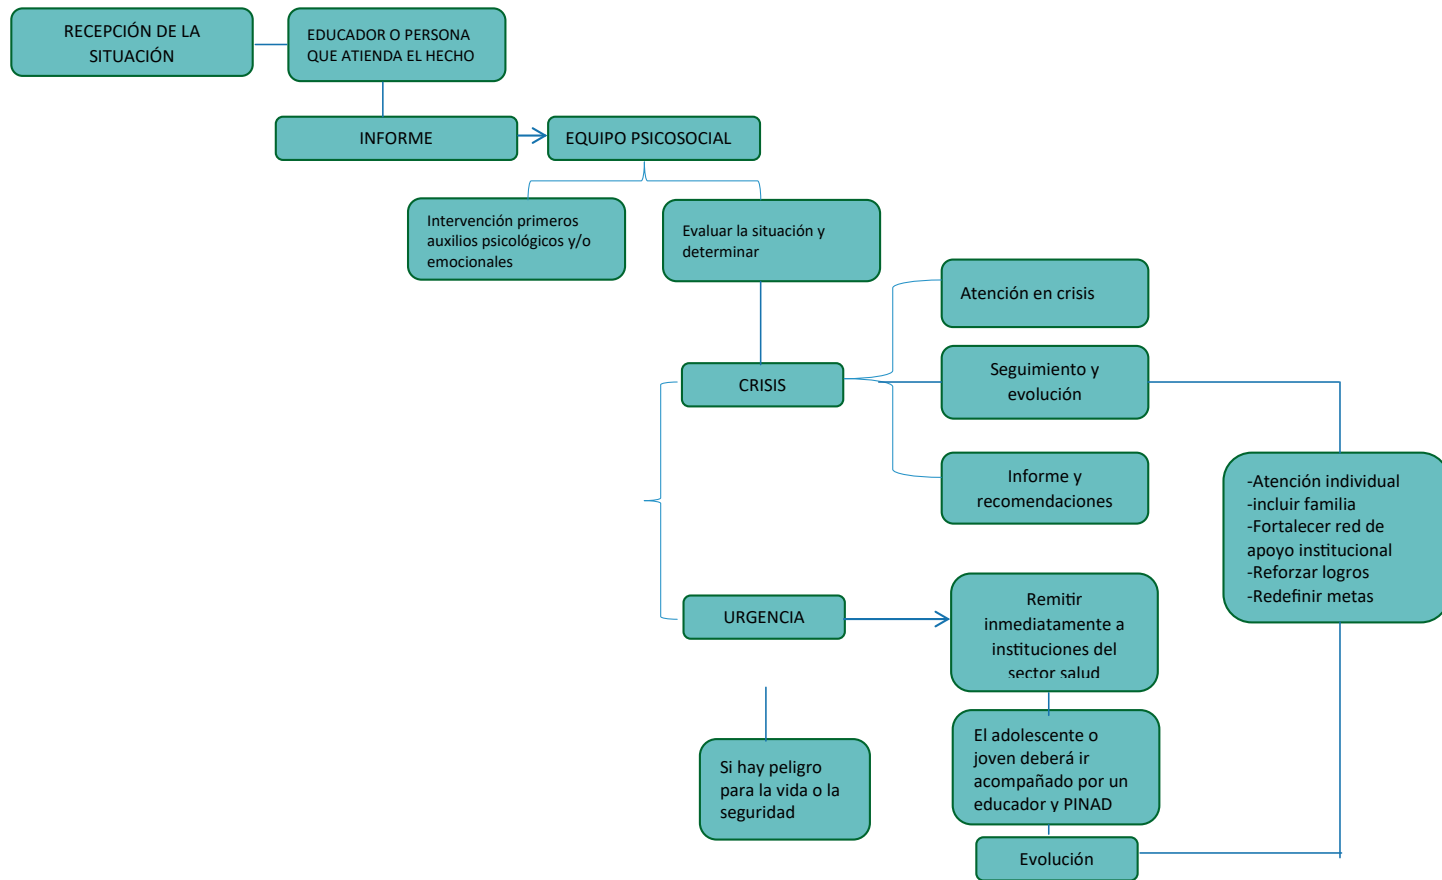 RECEPCIÓN DE LA
SITUACIÓN
EDUCADOR O PERSONA
QUE ATIENDA EL HECHO
INFORME
EQUIPO PSICOSOCIAL
Intervención primeros
auxilios psicológicos y/o
emocionales
Evaluar la situación y
determinar
Atención en crisis
CRISIS
Seguimiento y
evolución
Informe y
recomendaciones
-Atención individual
-incluir familia
-Fortalecer red de
apoyo institucional
-Reforzar logros
-Redefinir metas
URGENCIA
Remitir
inmediatamente a
instituciones del
sector salud
Si hay peligro
para la vida o la
seguridad
El adolescente o
joven deberá ir
acompañado por un
educador y PINAD
Evolución